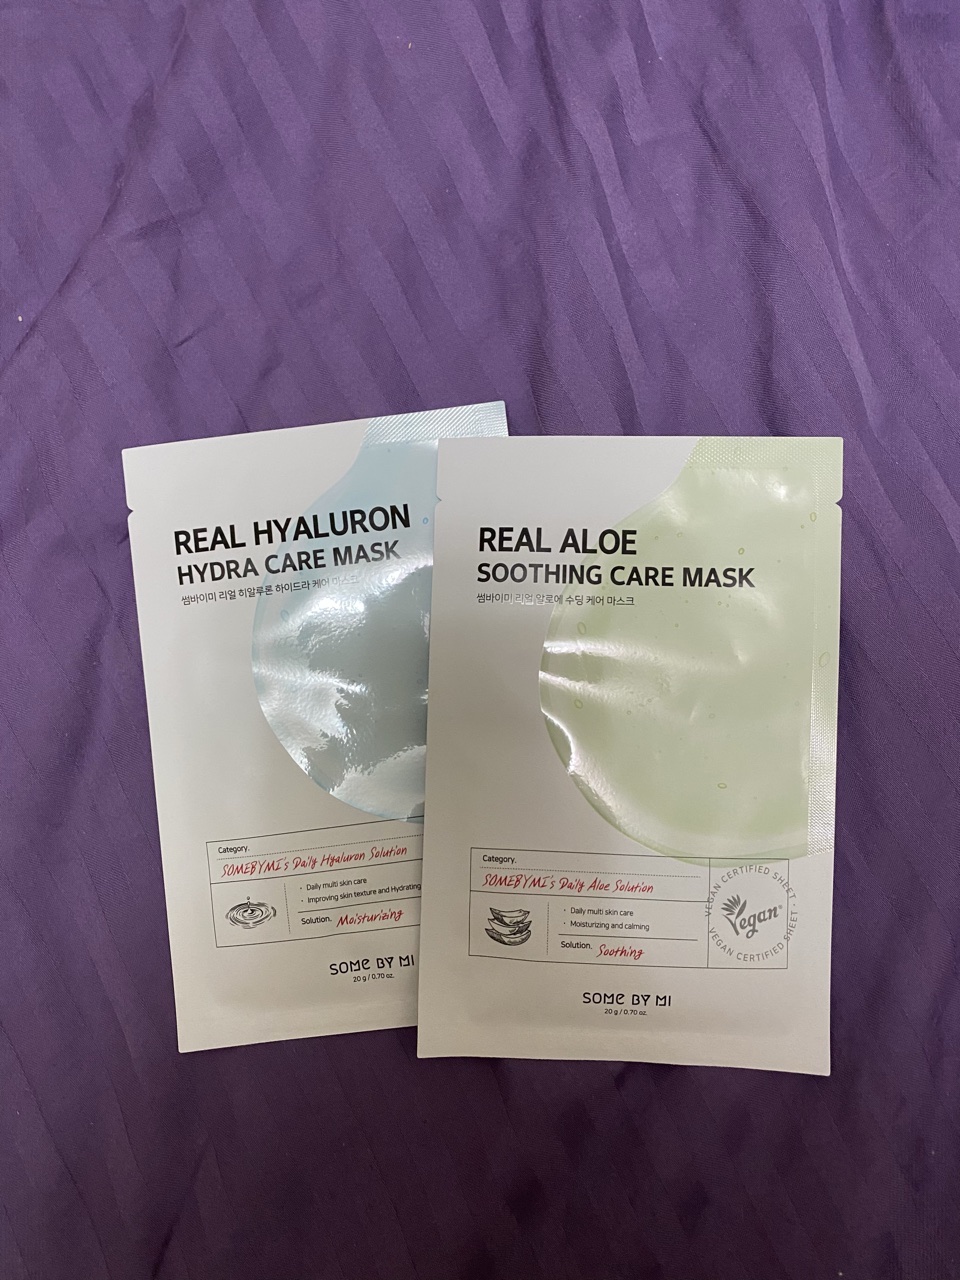 REAL HYALURON
HYDRA CARE MASK
썸바이미 리얼 히알루론 하이드라 케어 마스크
Category.
SOMEBYMI's Daily Hyaluron Solution
· Daily multi skin care
· Improving skin texture and Hydrating
Solution. Moisturizing
SOME BY MI
20 g / 0.70 oz.
REAL ALOE
SOOTHING CARE MASK
썸바이미 리얼 알로에 수딩 케어 마스크
Category.
SOMEBYMI's Daily Aloe Solution
· Daily multi skin care
· Moisturizing and calming
Solution. Soothing
VEGAN CERTIFIED SHEET · VEGAN CERTIFIED SHEET ·
Vegan
SOME BY MI
20 g / 0.70 oz.